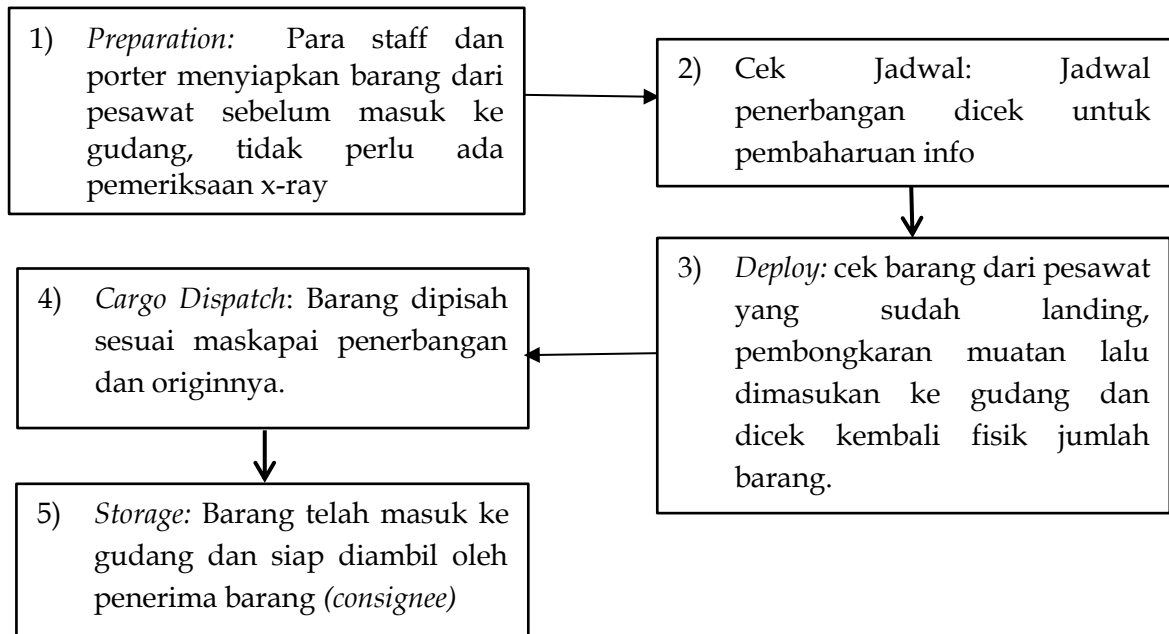 1) Preparation: Para staff dan
porter menyiapkan barang dari
pesawat sebelum masuk ke
gudang, tidak perlu ada
pemeriksaan x-ray
2) Cek Jadwal: Jadwal
penerbangan dicek untuk
pembaharuan info
3) Deploy: cek barang dari pesawat
yang sudah landing,
pembongkaran muatan lalu
dimasukan ke gudang dan
dicek kembali fisik jumlah
barang.
4) Cargo Dispatch: Barang dipisah
sesuai maskapai penerbangan
dan originnya.
5) Storage: Barang telah masuk ke
gudang dan siap diambil oleh
penerima barang (consignee)